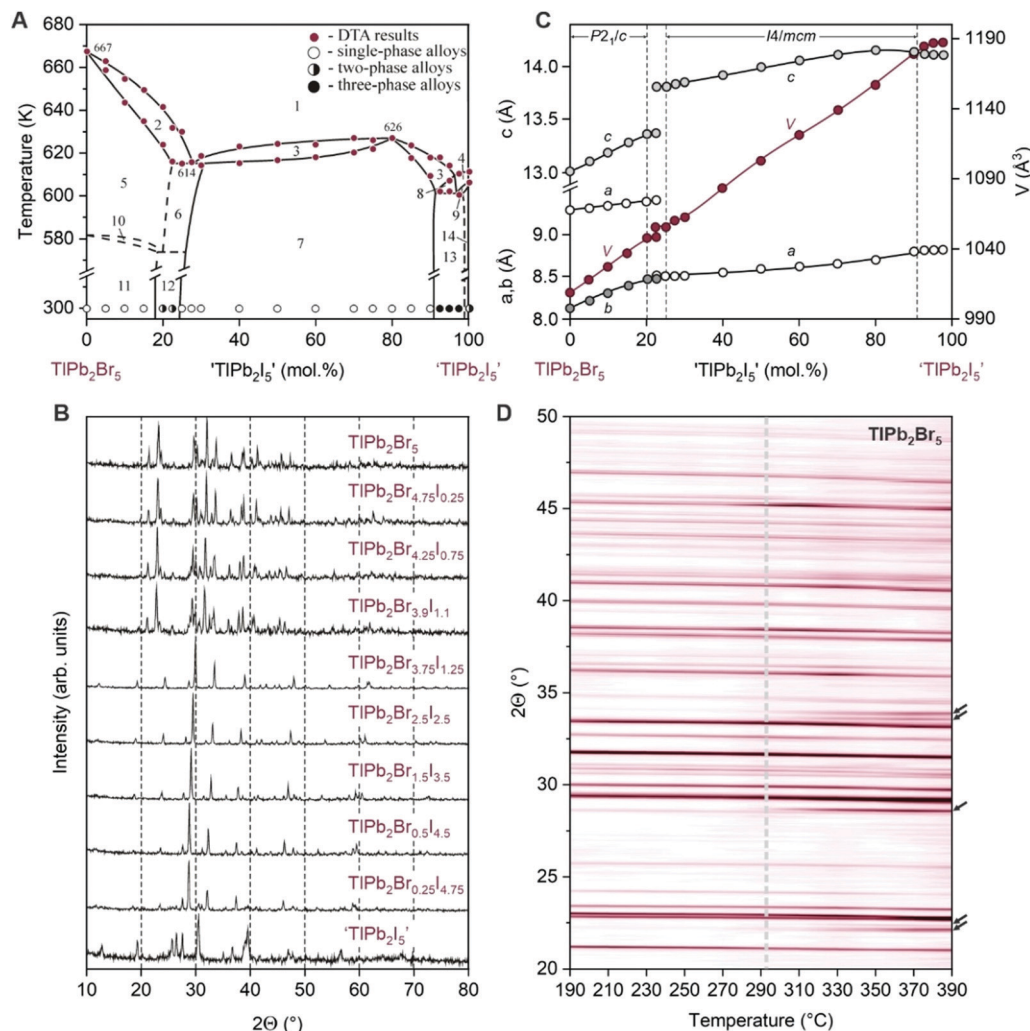 A
680
660
640
620
600
580
300
Temperature (K)
667
- DTA results
- single-phase alloys
- two-phase alloys
- three-phase alloys
1
2
626
3
614
3
4
5
8
6
9
10
7
14
13
11
12
0
20
40
60
80
100
TlPb₂Br₅
'TlPb₂I₅' (mol.%)
'TlPb₂I₅'
C
P2₁/c
I4/mcm
14.0
13.5
13.0
9.0
8.5
8.0
c (Å)
a,b (Å)
c
c
V
a
V
a
b
1190
1140
1090
1040
990
V (Å³)
0
20
40
60
80
100
TlPb₂Br₅
'TlPb₂I₅' (mol.%)
'TlPb₂I₅'
B
TlPb₂Br₅
TlPb₂Br₄.₇₅I₀.₂₅
TlPb₂Br₄.₂₅I₀.₇₅
TlPb₂Br₃.₉I₁.₁
TlPb₂Br₃.₇₅I₁.₂₅
TlPb₂Br₂.₅I₂.₅
TlPb₂Br₁.₅I₃.₅
TlPb₂Br₀.₅I₄.₅
TlPb₂Br₀.₂₅I₄.₇₅
'TlPb₂I₅'
Intensity (arb. units)
10
20
30
40
50
60
70
80
2Θ (°)
D
TlPb₂Br₅
50
45
40
35
30
25
20
2Θ (°)
190
210
230
250
270
290
310
330
350
370
390
Temperature (°C)